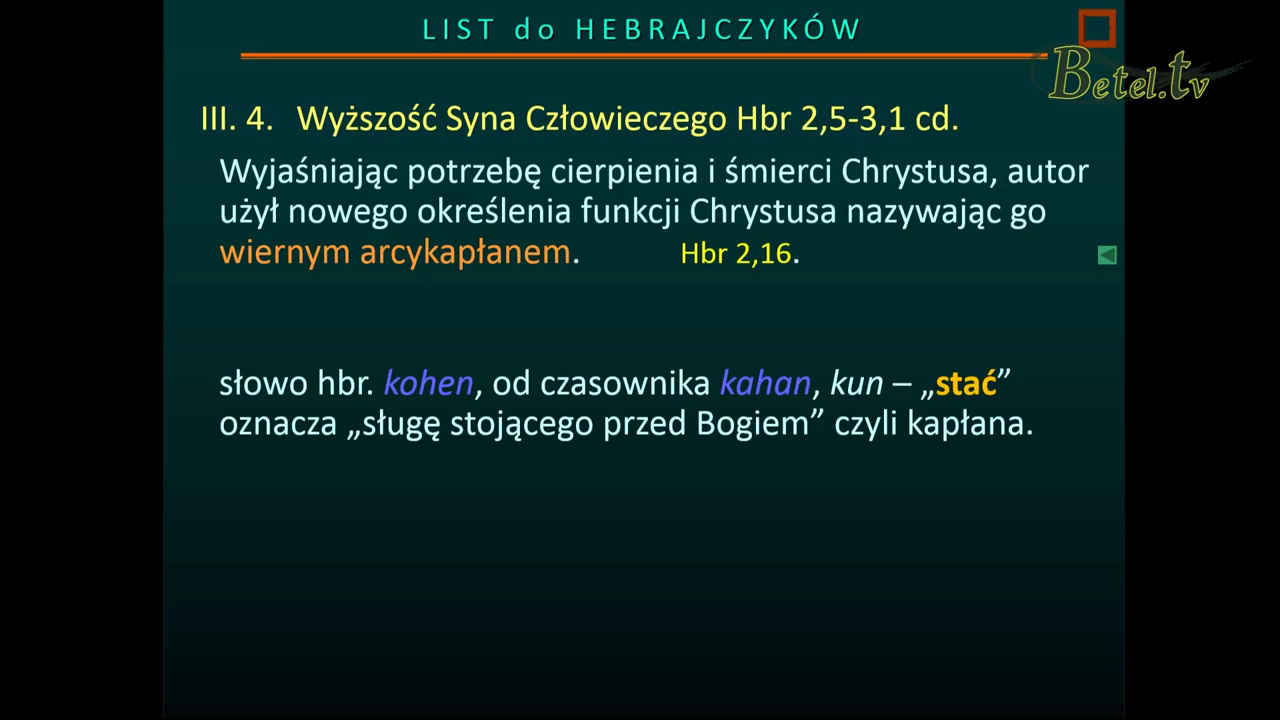 LIST do HEBRAJCZYKÓW
Betel.tv
III. 4. Wyższość Syna Człowieczego Hbr 2,5-3,1 cd.
Wyjaśniając potrzebę cierpienia i śmierci Chrystusa, autor
użył nowego określenia funkcji Chrystusa nazywając go
wiernym arcykapłanem. Hbr 2,16.
słowo hbr. kohen, od czasownika kahan, kun – „stać”
oznacza „sługę stojącego przed Bogiem” czyli kapłana.